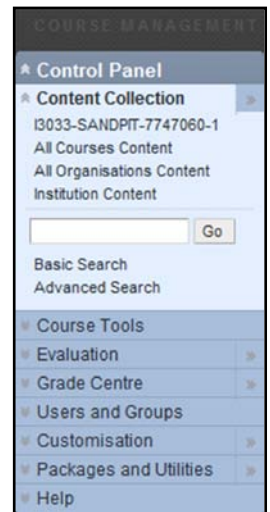 COURSE MANAGEMENT
Control Panel
Content Collection
I3033-SANDPIT-7747060-1
All Courses Content
All Organisations Content
Institution Content
Go
Basic Search
Advanced Search
Course Tools
Evaluation
Grade Centre
Users and Groups
Customisation
Packages and Utilities
Help